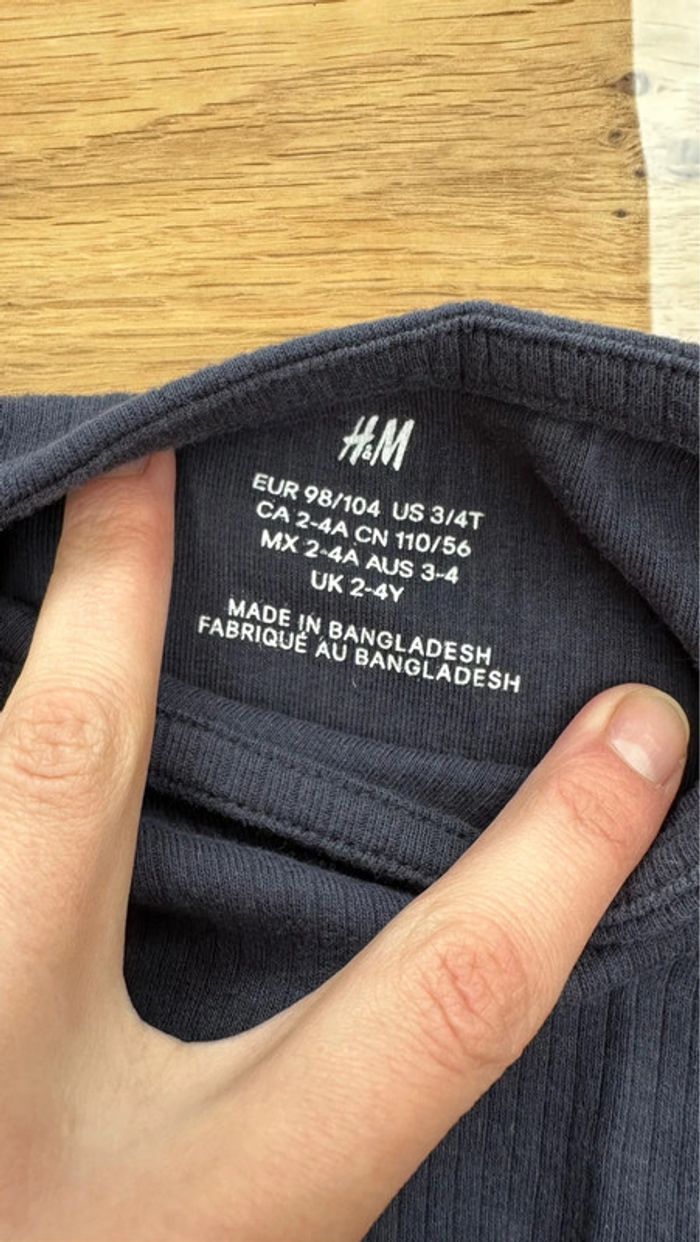 H&M
EUR 98/104 US 3/4T
CA 2-4A CN 110/56
MX 2-4A AUS 3-4
UK 2-4Y
MADE IN BANGLADESH
FABRIQUÉ AU BANGLADESH